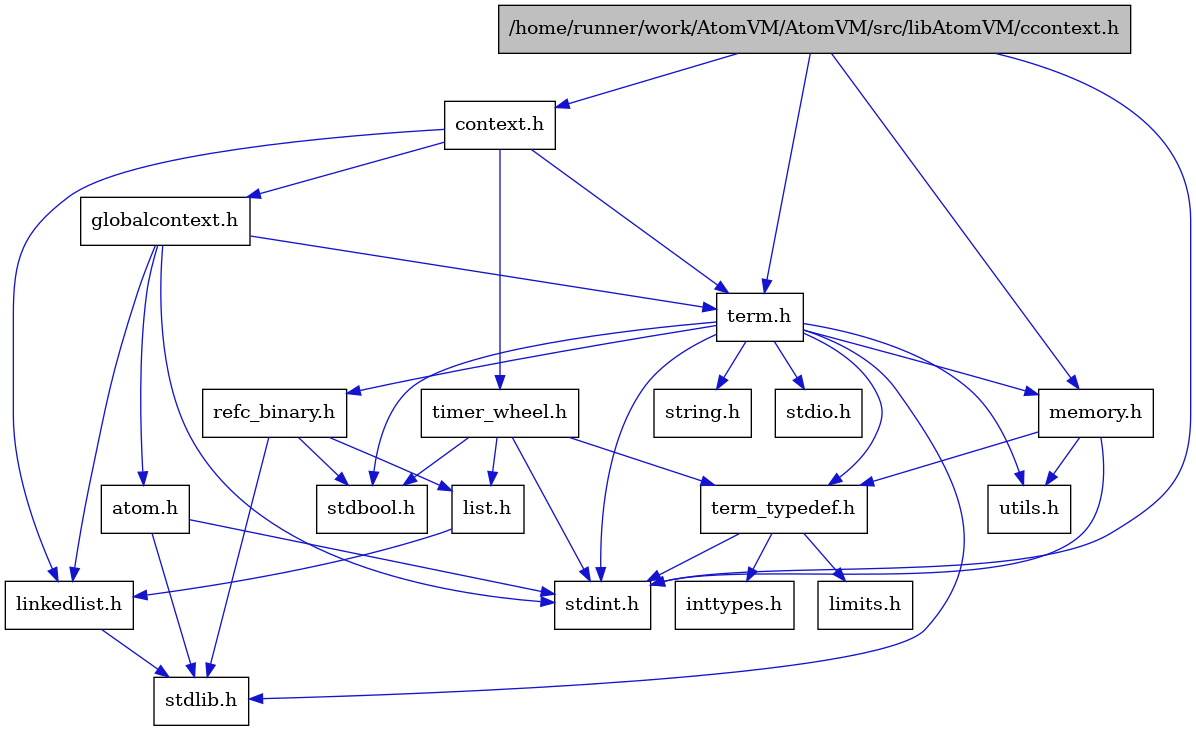 /home/runner/work/AtomVM/AtomVM/src/libAtomVM/ccontext.h
context.h
globalcontext.h
term.h
refc_binary.h
timer_wheel.h
string.h
stdio.h
memory.h
atom.h
stdbool.h
list.h
term_typedef.h
utils.h
linkedlist.h
stdint.h
inttypes.h
limits.h
stdlib.h